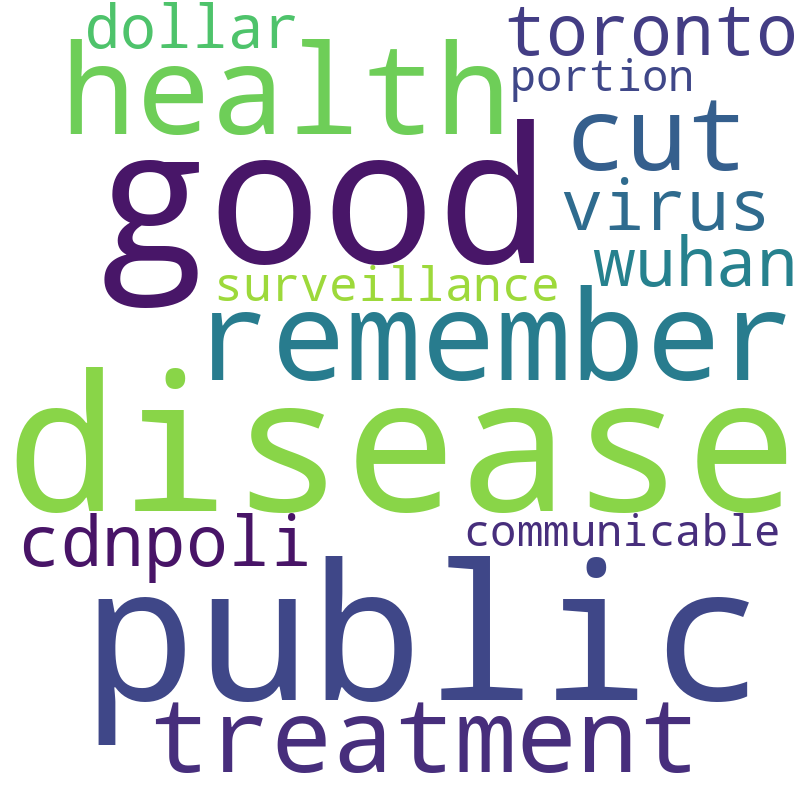 dollar
toronto
health
portion
good
cut
virus
wuhan
surveillance
remember
disease
cdnpoli
communicable
public
treatment